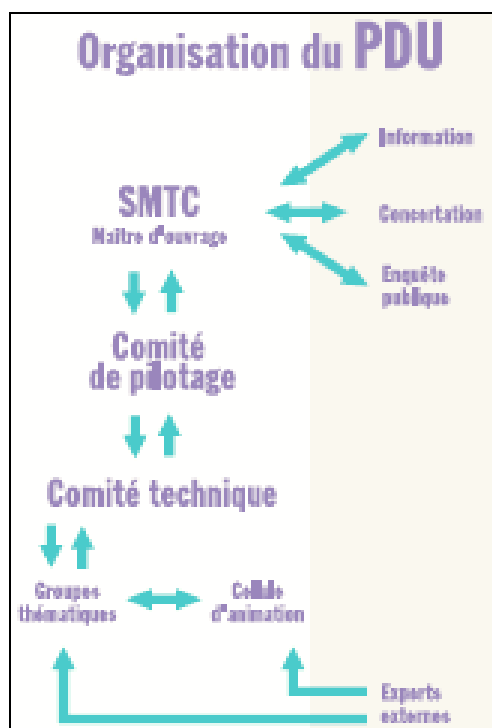 Organisation du PDU
Information
SMTC
Maître d'ouvrage
Concertation
Enquête
publique
Comité
de pilotage
Comité technique
Groupes
thématiques
Cellule
d'animation
Experts
externes